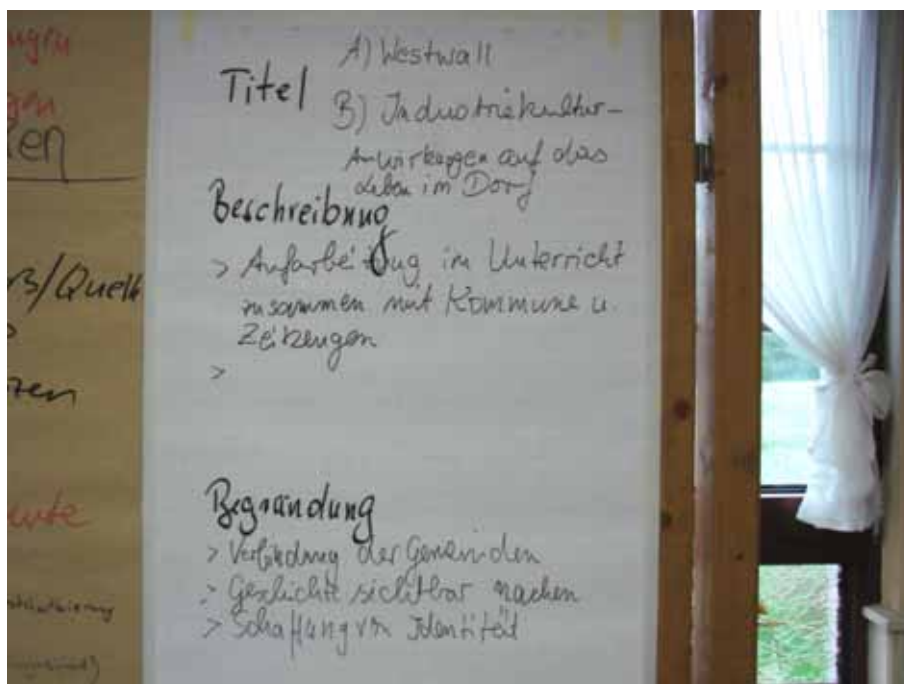 Titel
A) Westwall
B) Industriekultur-
Auswirkungen auf das
Leben im Dorf
Beschreibung
> Aufarbeitung im Unterricht
zusammen mit Kommune u.
Zeitzeugen
>
Begründung
> Verbindung der Gemeinden
> Geschichte sichtbar machen
> Schaffung von Identität